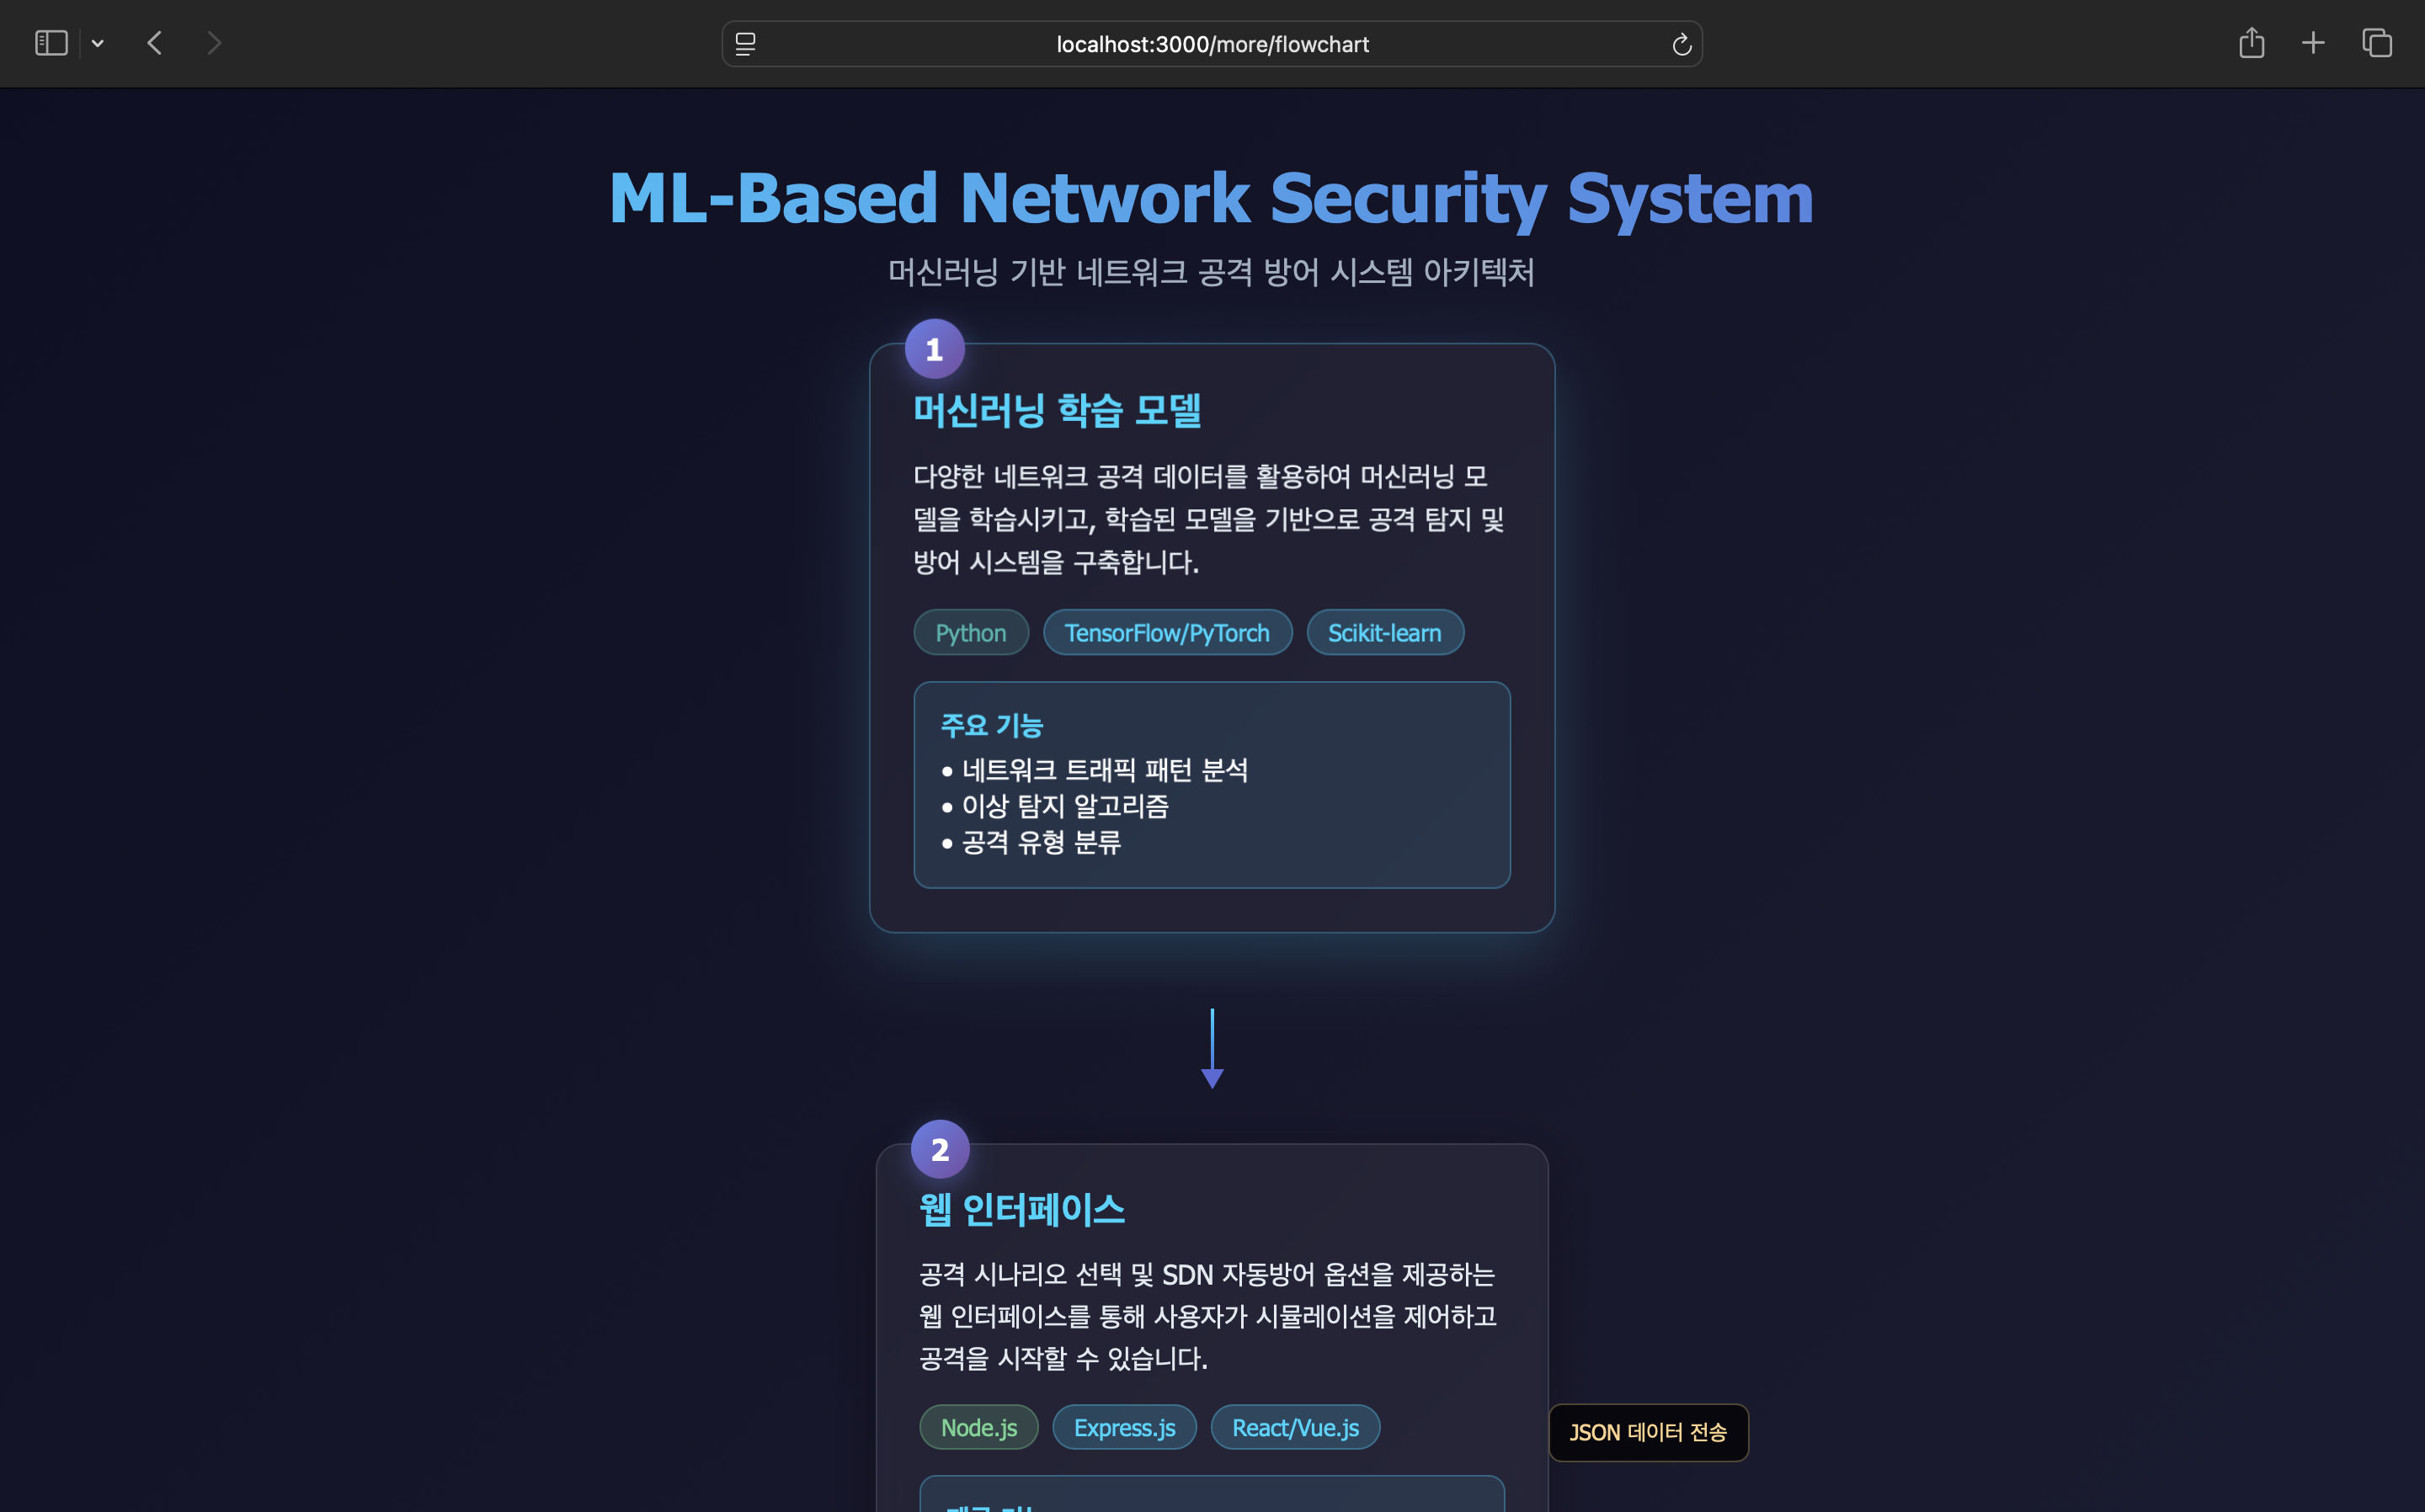 localhost:3000/more/flowchart
ML-Based Network Security System
머신러닝 기반 네트워크 공격 방어 시스템 아키텍처
1
머신러닝 학습 모델
다양한 네트워크 공격 데이터를 활용하여 머신러닝 모
델을 학습시키고, 학습된 모델을 기반으로 공격 탐지 및
방어 시스템을 구축합니다.
Python TensorFlow/PyTorch Scikit-learn
주요 기능
• 네트워크 트래픽 패턴 분석
• 이상 탐지 알고리즘
• 공격 유형 분류
2
웹 인터페이스
공격 시나리오 선택 및 SDN 자동방어 옵션을 제공하는
웹 인터페이스를 통해 사용자가 시뮬레이션을 제어하고
공격을 시작할 수 있습니다.
Node.js Express.js React/Vue.js
JSON 데이터 전송